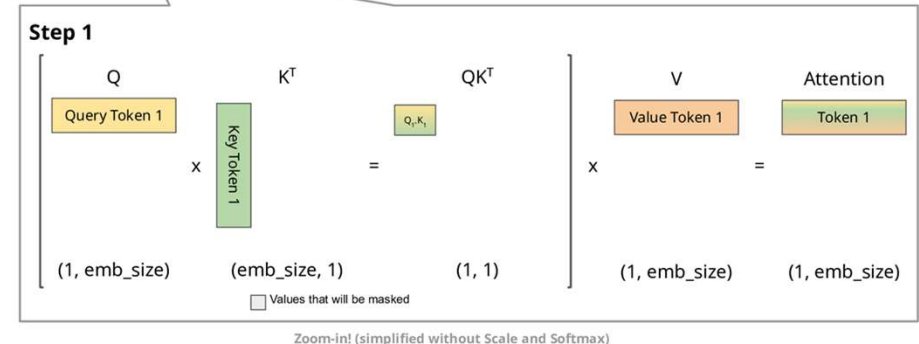 Step 1
Q Kᵀ QKᵀ V Attention
Query Token 1
Key Token 1
Q₁.K₁
Value Token 1
Token 1
x = x =
(1, emb_size) (emb_size, 1) (1, 1) (1, emb_size) (1, emb_size)
Values that will be masked
Zoom-in! (simplified without Scale and Softmax)